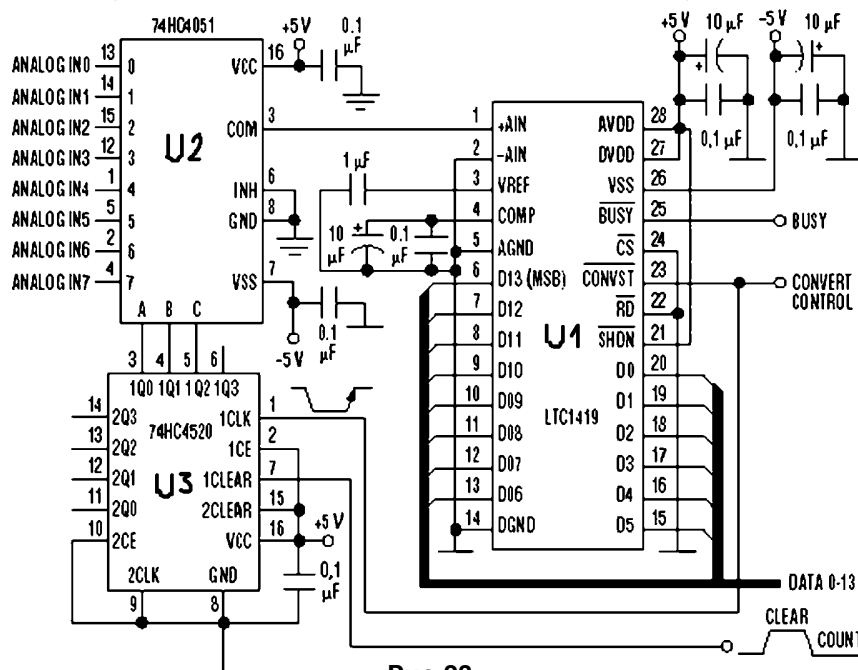 74HC4051
+5V
0.1
µF
ANALOG IN0 13 0
ANALOG IN1 14 1
ANALOG IN2 15 2
ANALOG IN3 12 3
ANALOG IN4 1 4
ANALOG IN5 5 5
ANALOG IN6 2 6
ANALOG IN7 4 7
U2
VCC 16
COM 3
INH 6
GND 8
VSS 7
A B C
0.1
µF
-5V
3 4 5 6
1Q0 1Q1 1Q2 1Q3
74HC4520
U3
14 2Q3
13 2Q2
12 2Q1
11 2Q0
10 2CE
1CLK 1
1CE 2
1CLEAR 7
2CLEAR 15
VCC 16
+5V
2CLK GND
9 8
0,1
µF
1 µF
10
µF
+
0.1
µF
1 +AIN
2 -AIN
3 VREF
4 COMP
5 AGND
6 D13 (MSB)
7 D12
8 D11
9 D10
10 D09
11 D08
12 D07
13 D06
14 DGND
U1
LTC1419
AVDD 28
DVDD 27
VSS 26
BUSY 25
CS 24
CONVST 23
RD 22
SHDN 21
D0 20
D1 19
D2 18
D3 17
D4 16
D5 15
+5V
10 µF
+
0,1 µF
-5V
10 µF
+
0,1 µF
BUSY
CONVERT
CONTROL
DATA 0-13
CLEAR
COUNT